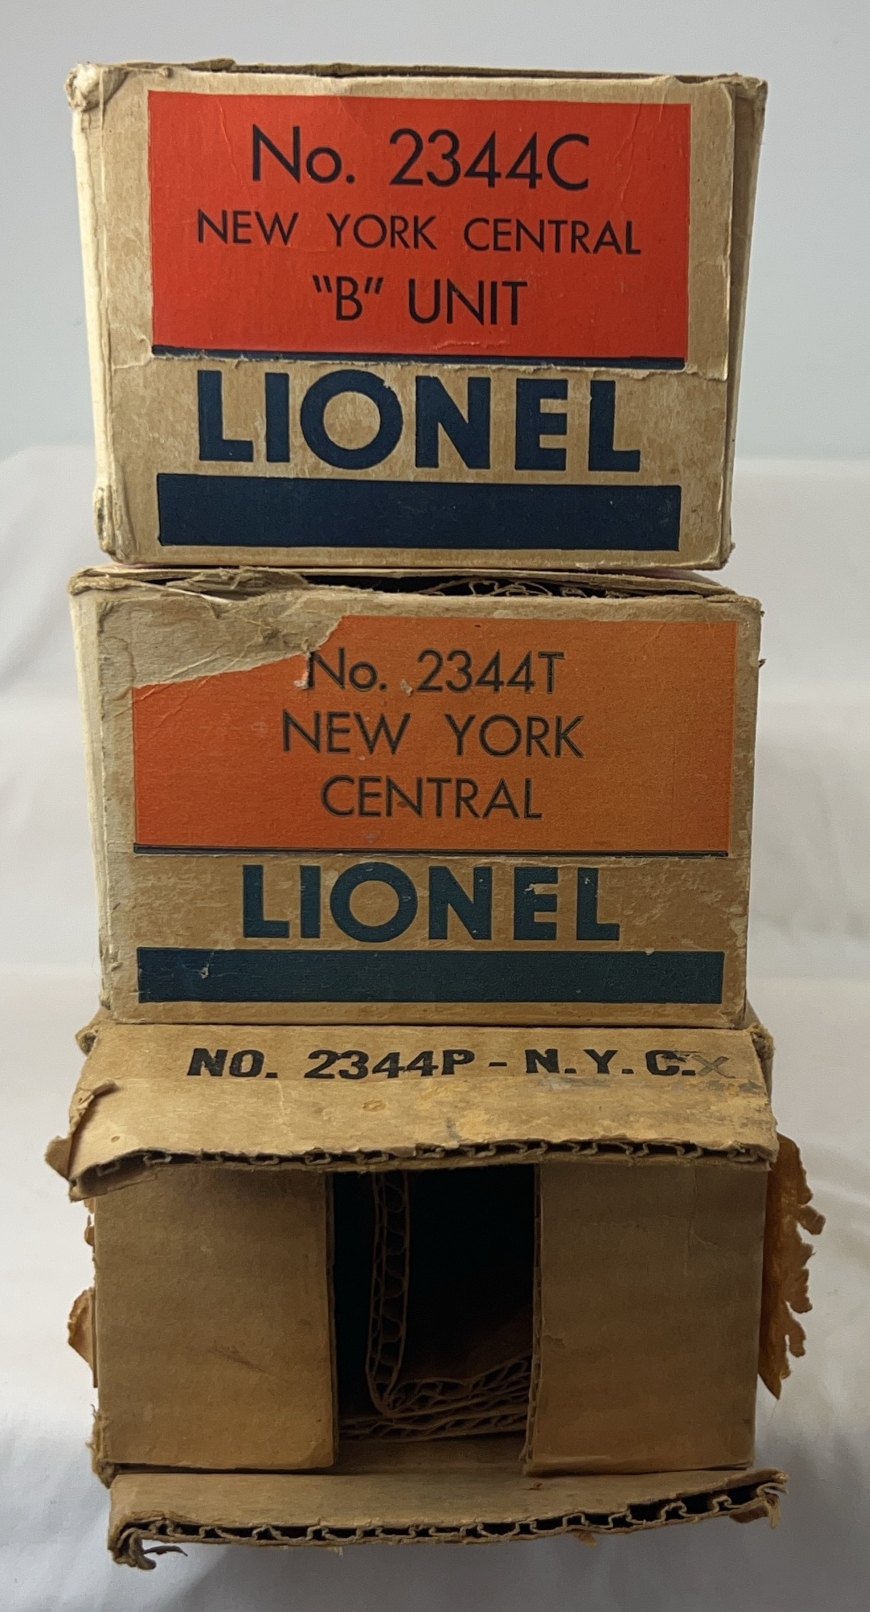 No. 2344C
NEW YORK CENTRAL
"B" UNIT
LIONEL
No. 2344T
NEW YORK
CENTRAL
LIONEL
NO. 2344P - N.Y.C.X